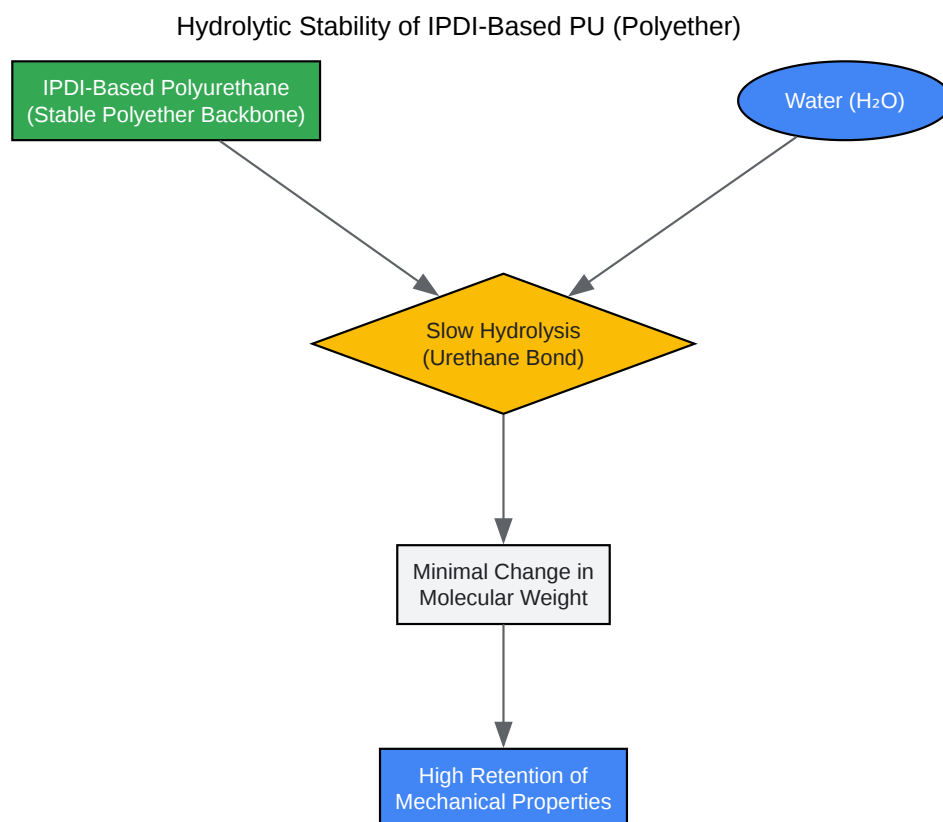 Hydrolytic Stability of IPDI-Based PU (Polyether)
IPDI-Based Polyurethane
(Stable Polyether Backbone)
Water (H₂O)
Slow Hydrolysis
(Urethane Bond)
Minimal Change in
Molecular Weight
High Retention of
Mechanical Properties